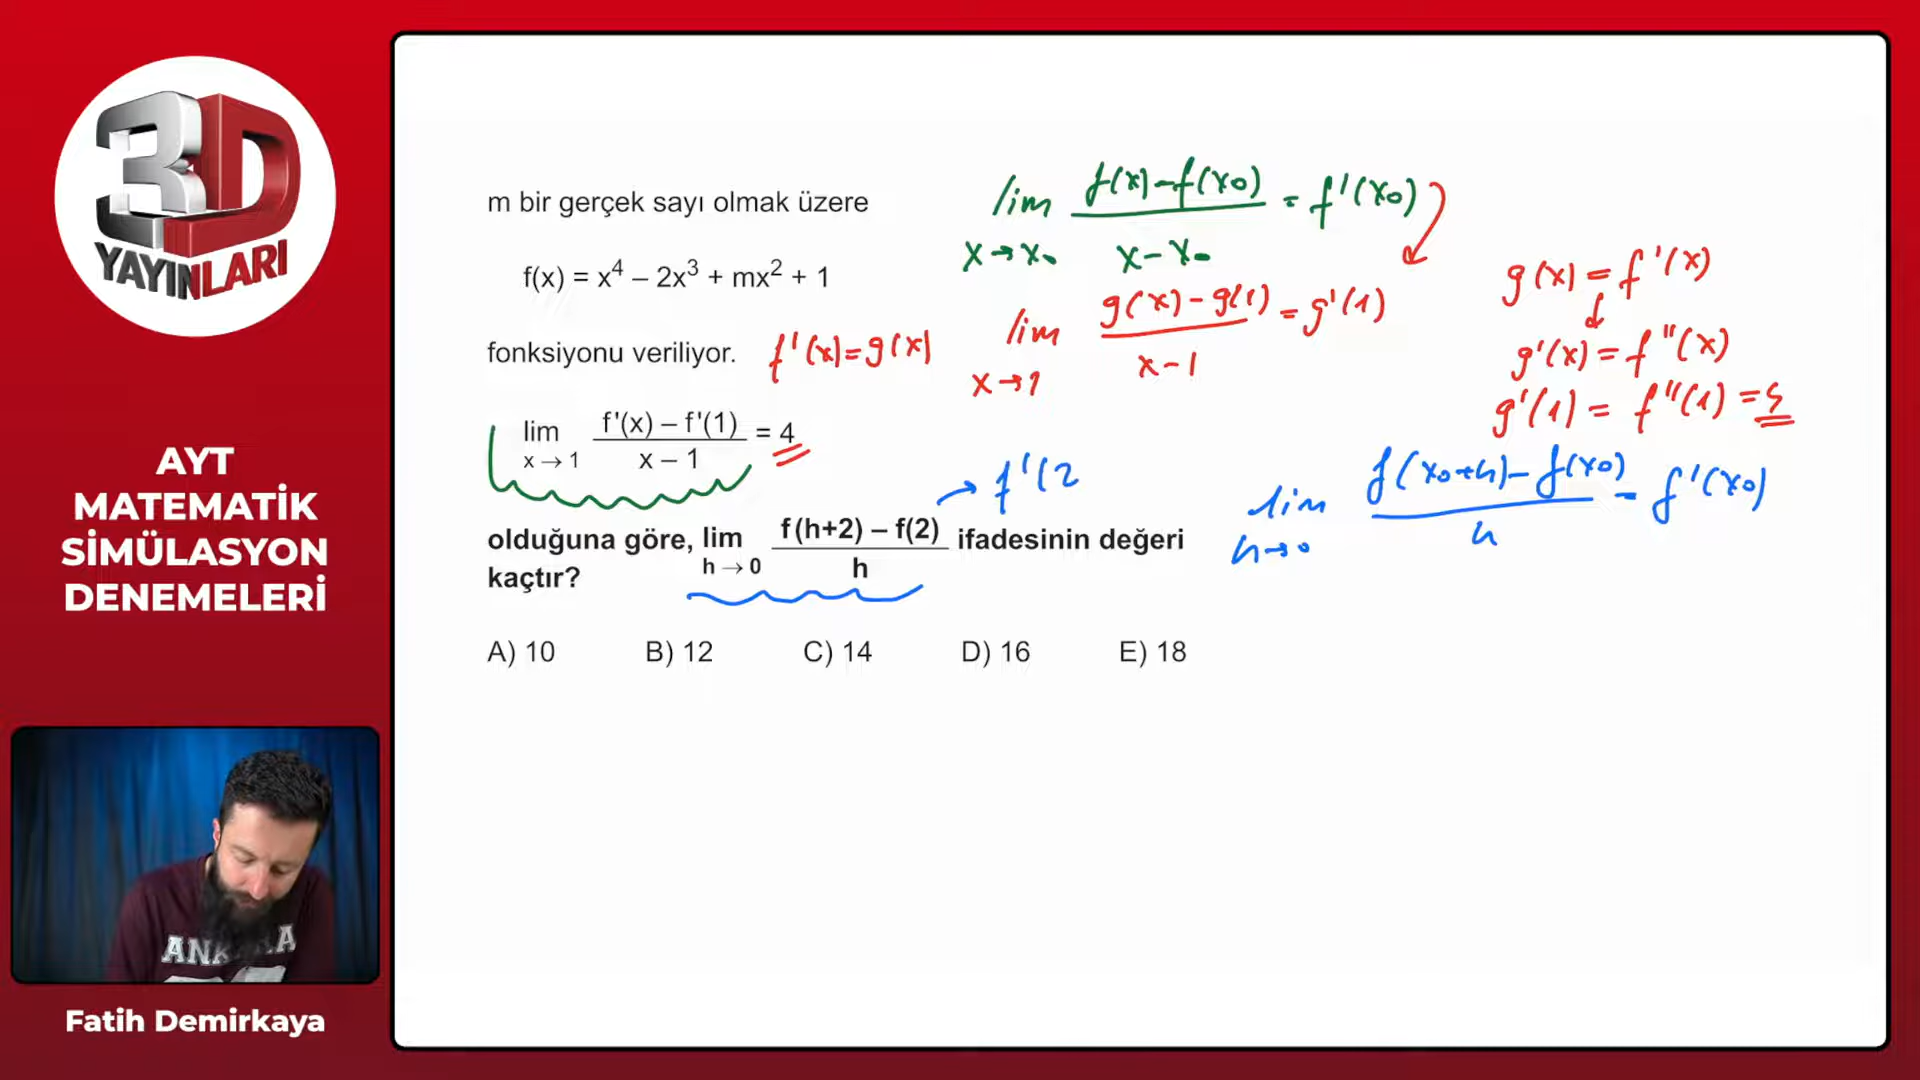 3D
YAYINLARI
AYT
MATEMATİK
SİMÜLASYON
DENEMELERİ
ANKARA
Fatih Demirkaya
m bir gerçek sayı olmak üzere
f(x) = x⁴ – 2x³ + mx² + 1
fonksiyonu veriliyor.
f'(x)=g(x)
lim x→1 (f'(x) – f'(1))/(x – 1) = 4
olduğuna göre, lim h→0 (f(h+2) – f(2))/h ifadesinin değeri
kaçtır?
A) 10 B) 12 C) 14 D) 16 E) 18
lim x→x₀ (f(x)-f(x₀))/(x-x₀) = f'(x₀)
lim x→1 (g(x)-g(1))/(x-1) = g'(1)
g(x) = f'(x)
g'(x) = f''(x)
g'(1) = f''(1) = 4
→ f'(2
lim h→0 (f(x₀+h)-f(x₀))/h = f'(x₀)